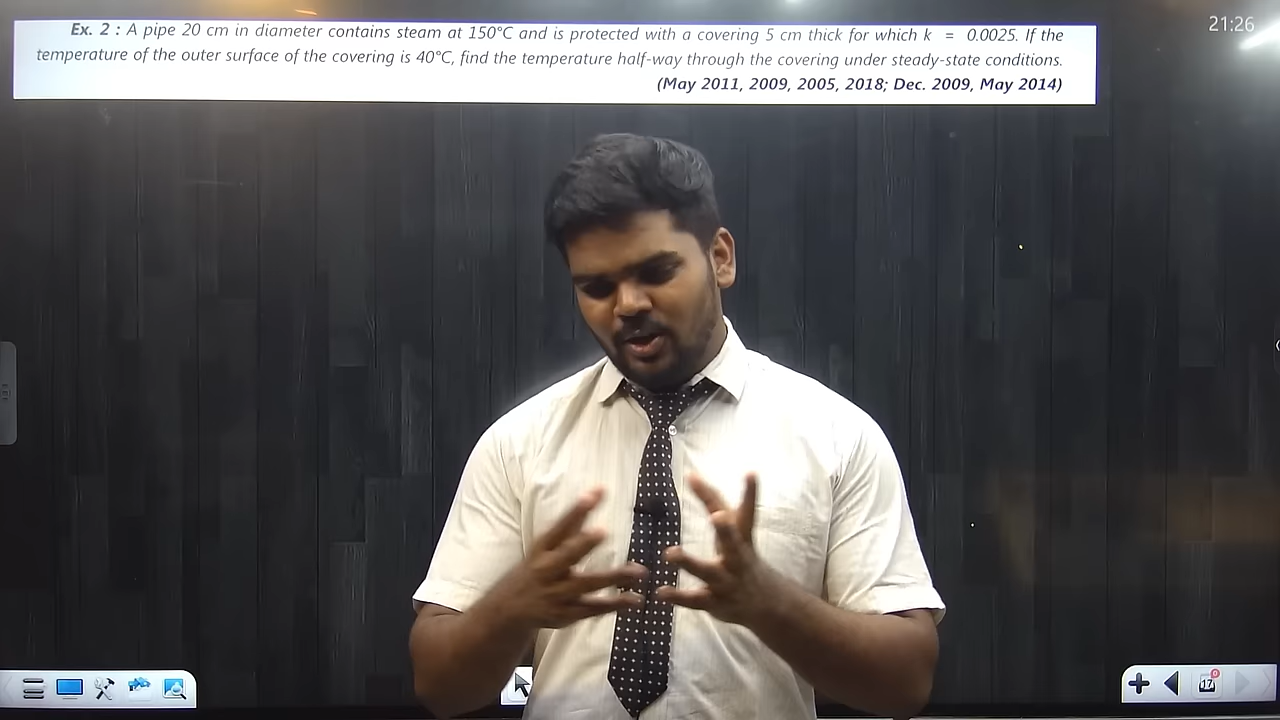 21:26
Ex. 2 : A pipe 20 cm in diameter contains steam at 150°C and is protected with a covering 5 cm thick for which k = 0.0025. If the
temperature of the outer surface of the covering is 40°C, find the temperature half-way through the covering under steady-state conditions.
(May 2011, 2009, 2005, 2018; Dec. 2009, May 2014)
17